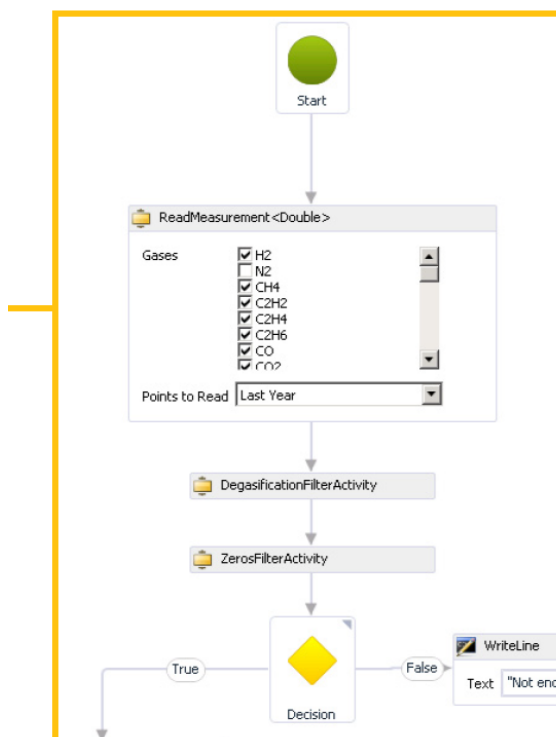 Start
ReadMeasurement<Double>
Gases
H2
N2
CH4
C2H2
C2H4
C2H6
CO
CO2
Points to Read Last Year
DegasificationFilterActivity
ZerosFilterActivity
True
False
Decision
WriteLine
Text "Not